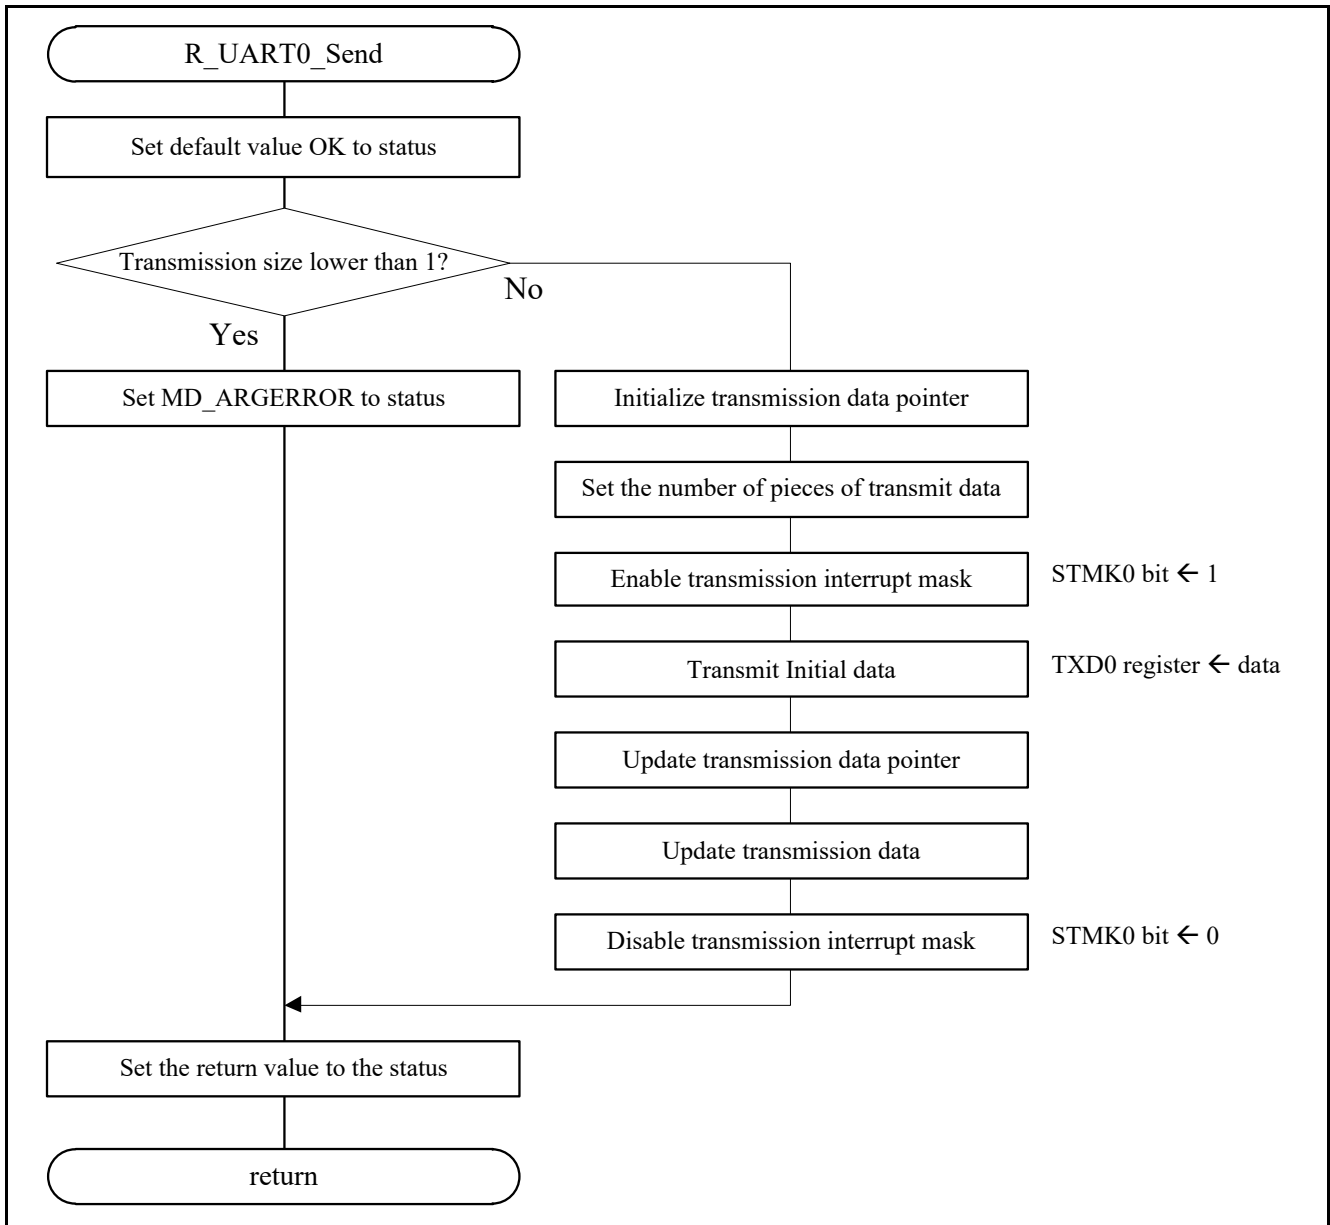 R_UART0_Send
Set default value OK to status
Transmission size lower than 1?
No
Yes
Set MD_ARGERROR to status
Initialize transmission data pointer
Set the number of pieces of transmit data
Enable transmission interrupt mask
STMK0 bit ← 1
Transmit Initial data
TXD0 register ← data
Update transmission data pointer
Update transmission data
Disable transmission interrupt mask
STMK0 bit ← 0
Set the return value to the status
return